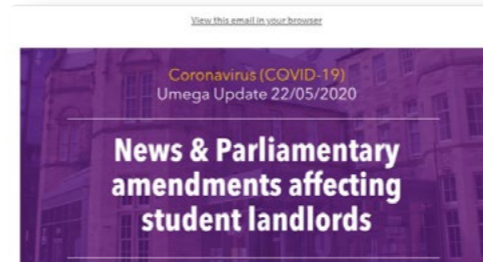 View this email in your browser
Coronavirus (COVID-19)
Umega Update 22/05/2020
News & Parliamentary
amendments affecting
student landlords